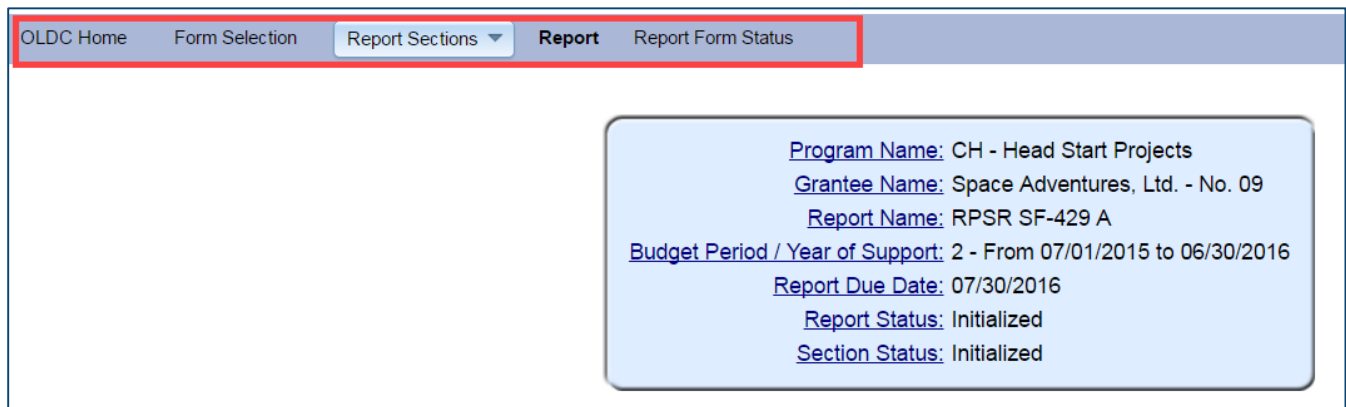 OLDC Home Form Selection Report Sections Report Report Form Status
Program Name: CH - Head Start Projects
Grantee Name: Space Adventures, Ltd. - No. 09
Report Name: RPSR SF-429 A
Budget Period / Year of Support: 2 - From 07/01/2015 to 06/30/2016
Report Due Date: 07/30/2016
Report Status: Initialized
Section Status: Initialized